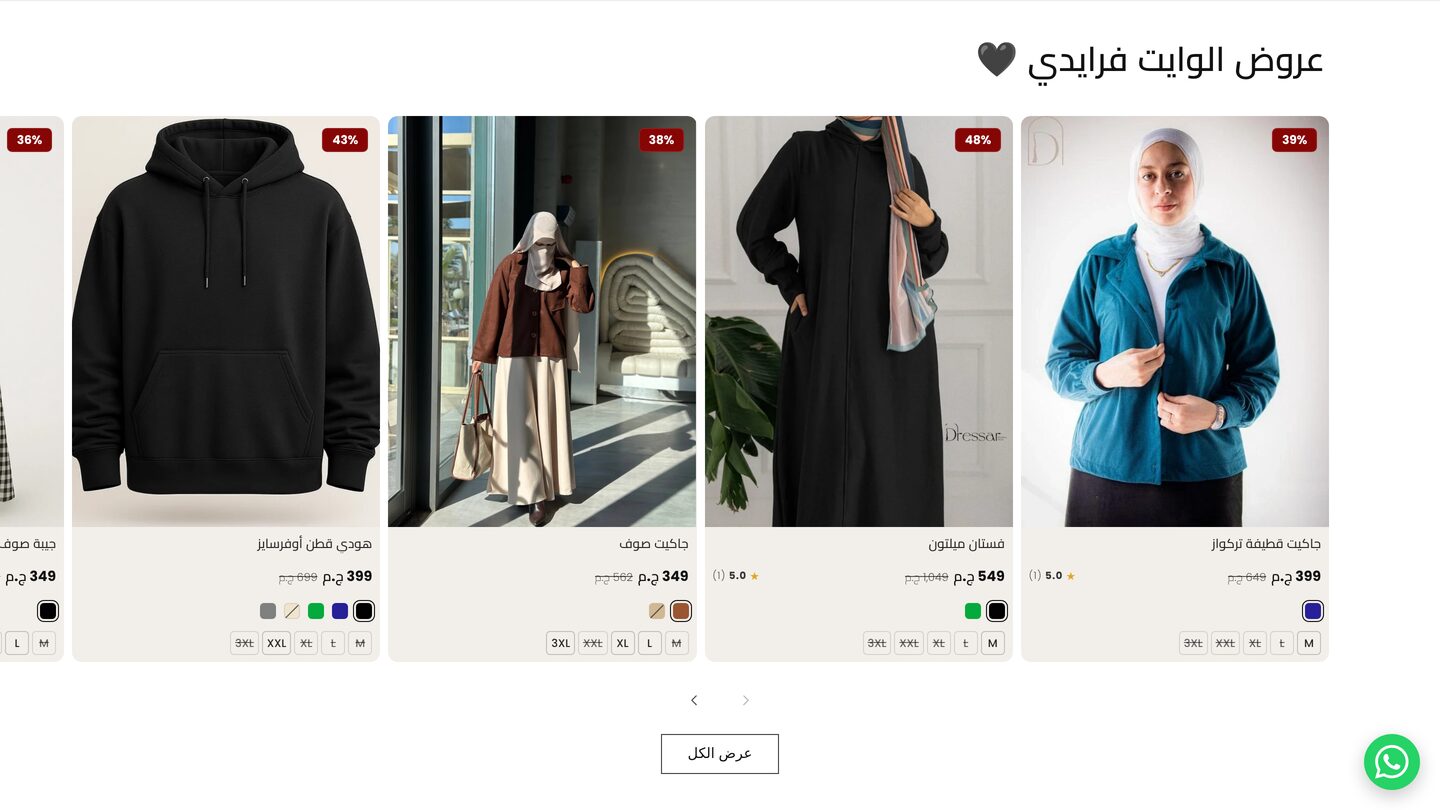 عروض الوايت فرايدي 🖤
39%
جاكيت قطيفة تركواز
399 ج.م 649 ج.م
★ 5.0 (1)
M L XL XXL 3XL
48%
Dressar
فستان ميلتون
549 ج.م 1,049 ج.م
★ 5.0 (1)
M L XL XXL 3XL
38%
جاكيت صوف
349 ج.م 562 ج.م
M L XL XXL 3XL
43%
هودي قطن أوفرسايز
399 ج.م 699 ج.م
M L XL XXL 3XL
36%
جيبة صوف
349 ج.م
M L
عرض الكل